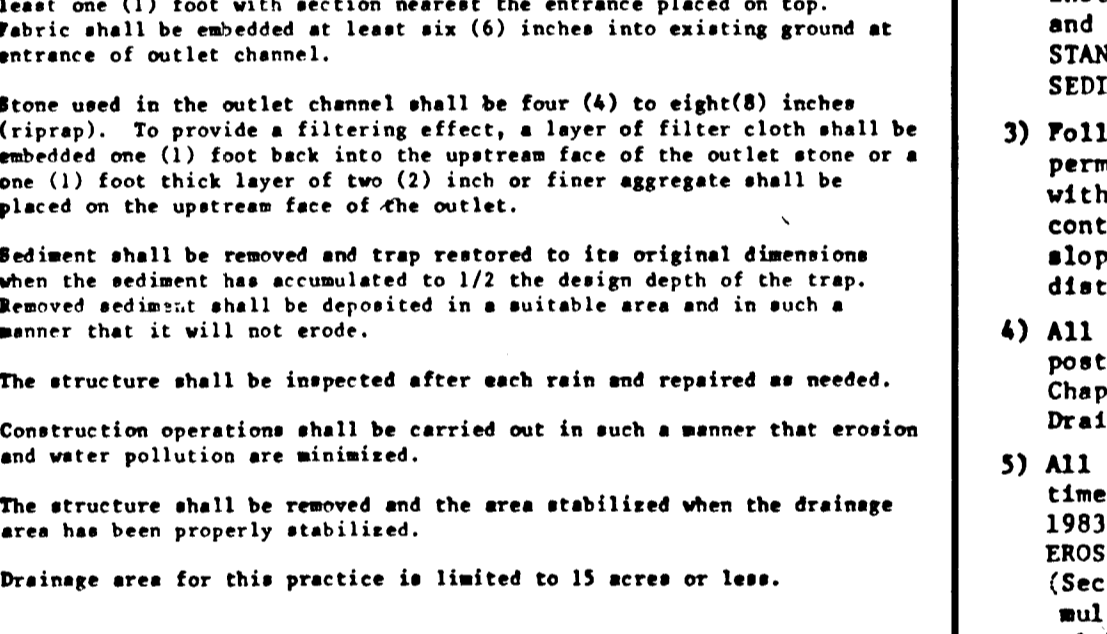 least one (1) foot with section nearest the entrance placed on top.
Fabric shall be embedded at least six (6) inches into existing ground at
entrance of outlet channel.
Stone used in the outlet channel shall be four (4) to eight(8) inches
(riprap). To provide a filtering effect, a layer of filter cloth shall be
embedded one (1) foot back into the upstream face of the outlet stone or a
one (1) foot thick layer of two (2) inch or finer aggregate shall be
placed on the upstream face of the outlet.
Sediment shall be removed and trap restored to its original dimensions
when the sediment has accumulated to 1/2 the design depth of the trap.
Removed sediment shall be deposited in a suitable area and in such a
manner that it will not erode.
The structure shall be inspected after each rain and repaired as needed.
Construction operations shall be carried out in such a manner that erosion
and water pollution are minimized.
The structure shall be removed and the area stabilized when the drainage
area has been properly stabilized.
Drainage area for this practice is limited to 15 acres or less.
and
STAN
SEDI
3) Foll
perm
with
cont
slop
dist
4) All
post
Chap
Drai
5) All
time
1983
EROS
(Sec
mul